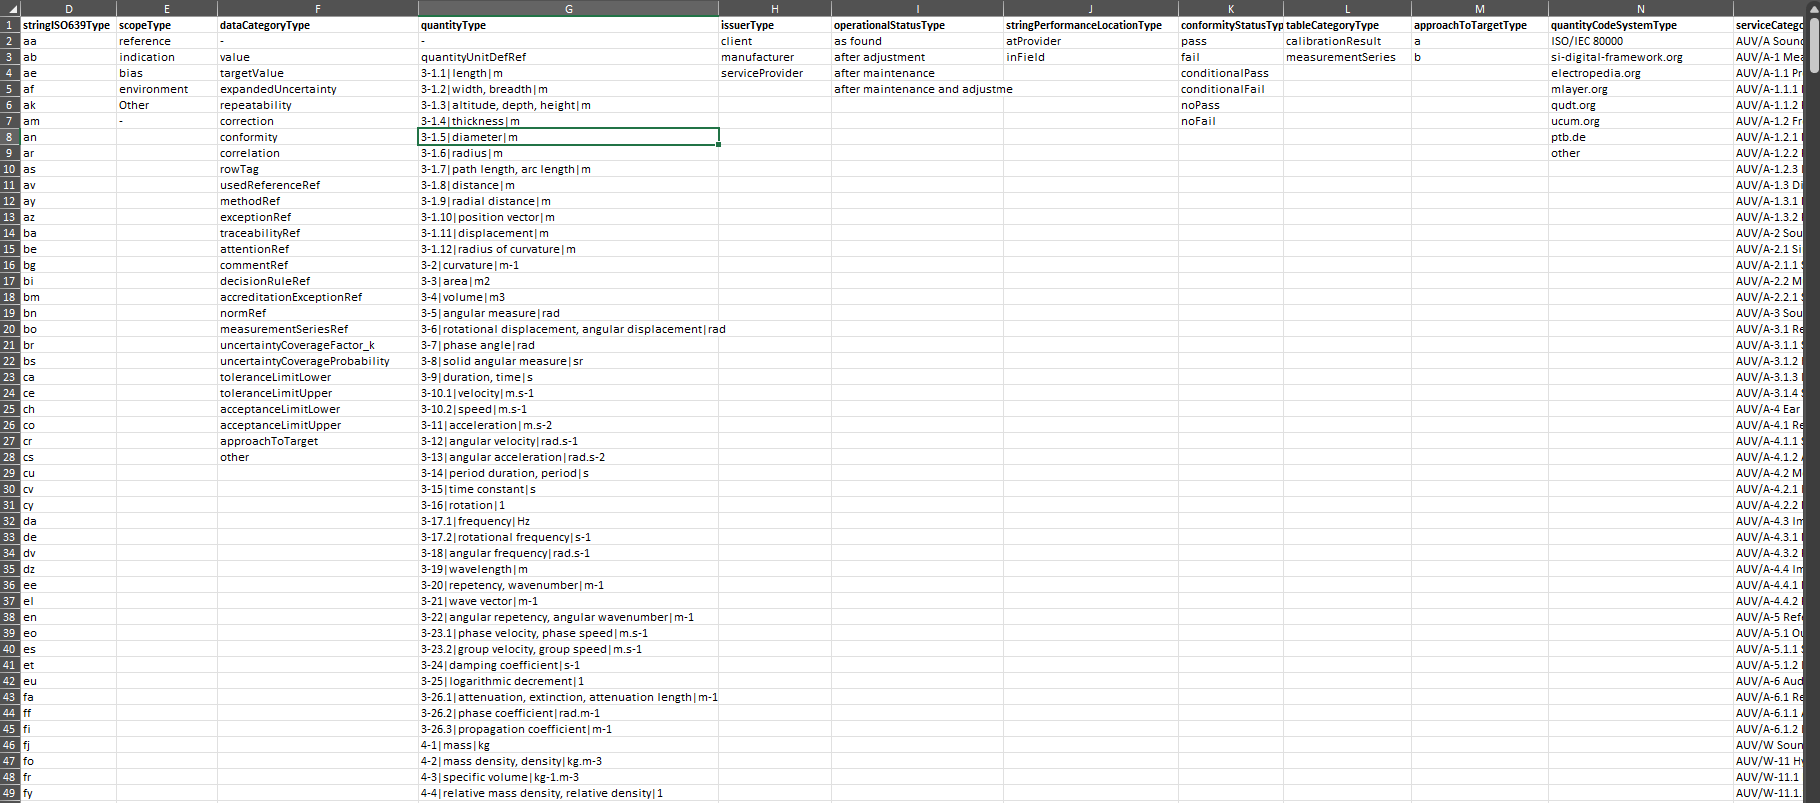 D E F G H I J K L M N
1 stringISO639Type scopeType dataCategoryType quantityType issuerType operationalStatusType stringPerformanceLocationType conformityStatusTyp tableCategoryType approachToTargetType quantityCodeSystemType serviceCatego
2 aa reference - - client as found atProvider pass calibrationResult a ISO/IEC 80000 AUV/A Sound
3 ab indication value quantityUnitDefRef manufacturer after adjustment inField fail measurementSeries b si-digital-framework.org AUV/A-1 Mea
4 ae bias targetValue 3-1.1|length|m serviceProvider after maintenance conditionalPass electropedia.org AUV/A-1.1 Pr
5 af environment expandedUncertainty 3-1.2|width, breadth|m after maintenance and adjustme conditionalFail mlayer.org AUV/A-1.1.1
6 ak Other repeatability 3-1.3|altitude, depth, height|m noPass qudt.org AUV/A-1.1.2
7 am - correction 3-1.4|thickness|m noFail ucum.org AUV/A-1.2 Fr
8 an conformity 3-1.5|diameter|m ptb.de AUV/A-1.2.1
9 ar correlation 3-1.6|radius|m other AUV/A-1.2.2
10 as rowTag 3-1.7|path length, arc length|m AUV/A-1.2.3
11 av usedReferenceRef 3-1.8|distance|m AUV/A-1.3 Di
12 ay methodRef 3-1.9|radial distance|m AUV/A-1.3.1
13 az exceptionRef 3-1.10|position vector|m AUV/A-1.3.2
14 ba traceabilityRef 3-1.11|displacement|m AUV/A-2 Sou
15 be attentionRef 3-1.12|radius of curvature|m AUV/A-2.1 Si
16 bg commentRef 3-2|curvature|m-1 AUV/A-2.1.1
17 bi decisionRuleRef 3-3|area|m2 AUV/A-2.2 M
18 bm accreditationExceptionRef 3-4|volume|m3 AUV/A-2.2.1
19 bn normRef 3-5|angular measure|rad AUV/A-3 Sou
20 bo measurementSeriesRef 3-6|rotational displacement, angular displacement|rad AUV/A-3.1 Re
21 br uncertaintyCoverageFactor_k 3-7|phase angle|rad AUV/A-3.1.1
22 bs uncertaintyCoverageProbability 3-8|solid angular measure|sr AUV/A-3.1.2
23 ca toleranceLimitLower 3-9|duration, time|s AUV/A-3.1.3
24 ce toleranceLimitUpper 3-10.1|velocity|m.s-1 AUV/A-3.1.4
25 ch acceptanceLimitLower 3-10.2|speed|m.s-1 AUV/A-4 Ear
26 co acceptanceLimitUpper 3-11|acceleration|m.s-2 AUV/A-4.1 Re
27 cr approachToTarget 3-12|angular velocity|rad.s-1 AUV/A-4.1.1
28 cs other 3-13|angular acceleration|rad.s-2 AUV/A-4.1.2
29 cu 3-14|period duration, period|s AUV/A-4.2 M
30 cv 3-15|time constant|s AUV/A-4.2.1
31 cy 3-16|rotation|1 AUV/A-4.2.2
32 da 3-17.1|frequency|Hz AUV/A-4.3 Im
33 de 3-17.2|rotational frequency|s-1 AUV/A-4.3.1
34 dv 3-18|angular frequency|rad.s-1 AUV/A-4.3.2
35 dz 3-19|wavelength|m AUV/A-4.4 Im
36 ee 3-20|repetency, wavenumber|m-1 AUV/A-4.4.1
37 el 3-21|wave vector|m-1 AUV/A-4.4.2
38 en 3-22|angular repetency, angular wavenumber|m-1 AUV/A-5 Refe
39 eo 3-23.1|phase velocity, phase speed|m.s-1 AUV/A-5.1 Ou
40 es 3-23.2|group velocity, group speed|m.s-1 AUV/A-5.1.1
41 et 3-24|damping coefficient|s-1 AUV/A-5.1.2
42 eu 3-25|logarithmic decrement|1 AUV/A-6 Aud
43 fa 3-26.1|attenuation, extinction, attenuation length|m-1 AUV/A-6.1 Re
44 ff 3-26.2|phase coefficient|rad.m-1 AUV/A-6.1.1
45 fi 3-26.3|propagation coefficient|m-1 AUV/A-6.1.2
46 fj 4-1|mass|kg AUV/W Soun
47 fo 4-2|mass density, density|kg.m-3 AUV/W-11 Hy
48 fr 4-3|specific volume|kg-1.m-3 AUV/W-11.1
49 fy 4-4|relative mass density, relative density|1 AUV/W-11.1.